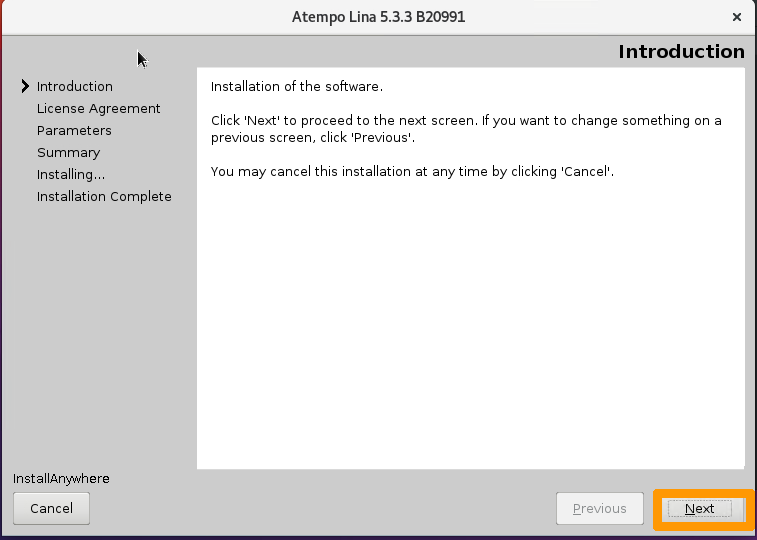 Atempo Lina 5.3.3 B20991
Introduction
Introduction
License Agreement
Parameters
Summary
Installing...
Installation Complete
Installation of the software.
Click 'Next' to proceed to the next screen. If you want to change something on a
previous screen, click 'Previous'.
You may cancel this installation at any time by clicking 'Cancel'.
InstallAnywhere
Cancel
Previous
Next